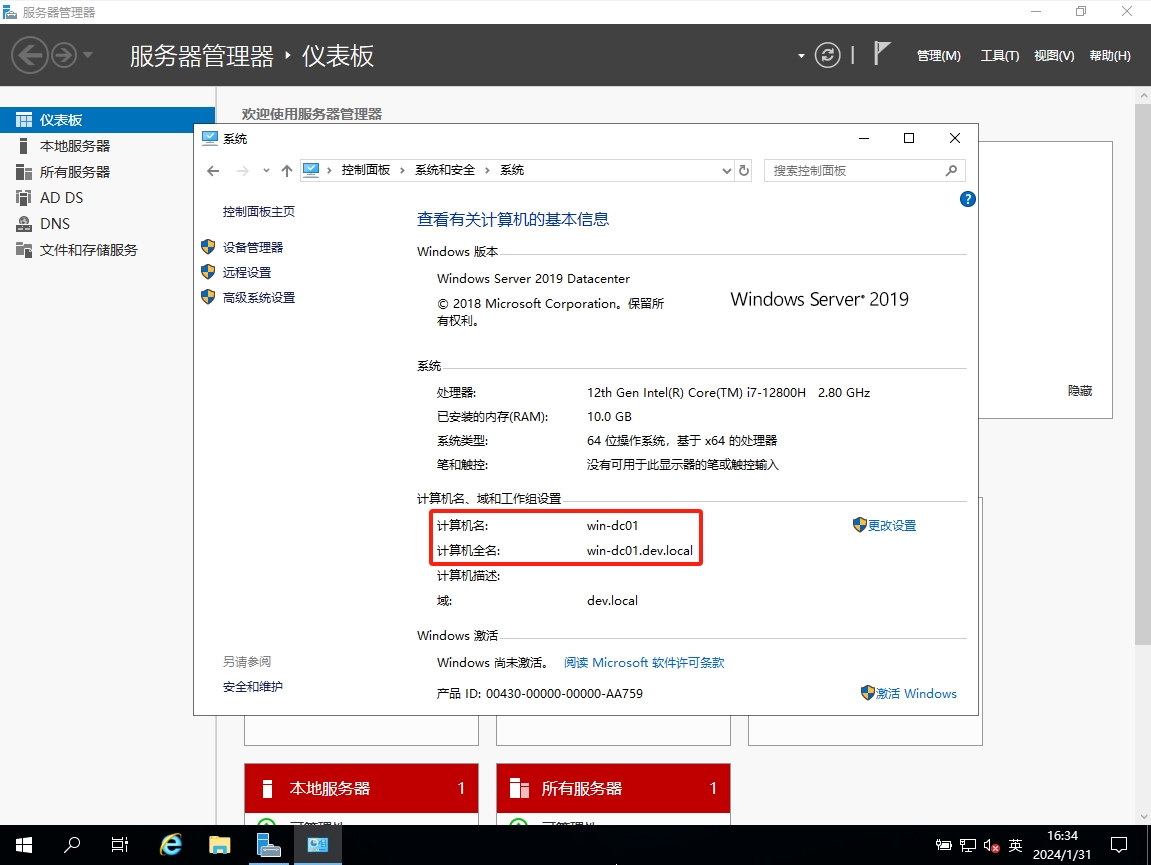 服务器管理器
服务器管理器 ‣ 仪表板
管理(M) 工具(T) 视图(V) 帮助(H)
仪表板
本地服务器
所有服务器
AD DS
DNS
文件和存储服务
欢迎使用服务器管理器
隐藏
系统
控制面板 › 系统和安全 › 系统
搜索控制面板
控制面板主页
设备管理器
远程设置
高级系统设置
另请参阅
安全和维护
查看有关计算机的基本信息
Windows 版本
Windows Server 2019 Datacenter
© 2018 Microsoft Corporation。保留所
有权利。
Windows Server® 2019
系统
处理器: 12th Gen Intel(R) Core(TM) i7-12800H 2.80 GHz
已安装的内存(RAM): 10.0 GB
系统类型: 64 位操作系统，基于 x64 的处理器
笔和触控: 没有可用于此显示器的笔或触控输入
计算机名、域和工作组设置
计算机名: win-dc01
更改设置
计算机全名: win-dc01.dev.local
计算机描述:
域: dev.local
Windows 激活
Windows 尚未激活。 阅读 Microsoft 软件许可条款
产品 ID: 00430-00000-00000-AA759
激活 Windows
本地服务器 1
所有服务器 1
英
16:34
2024/1/31